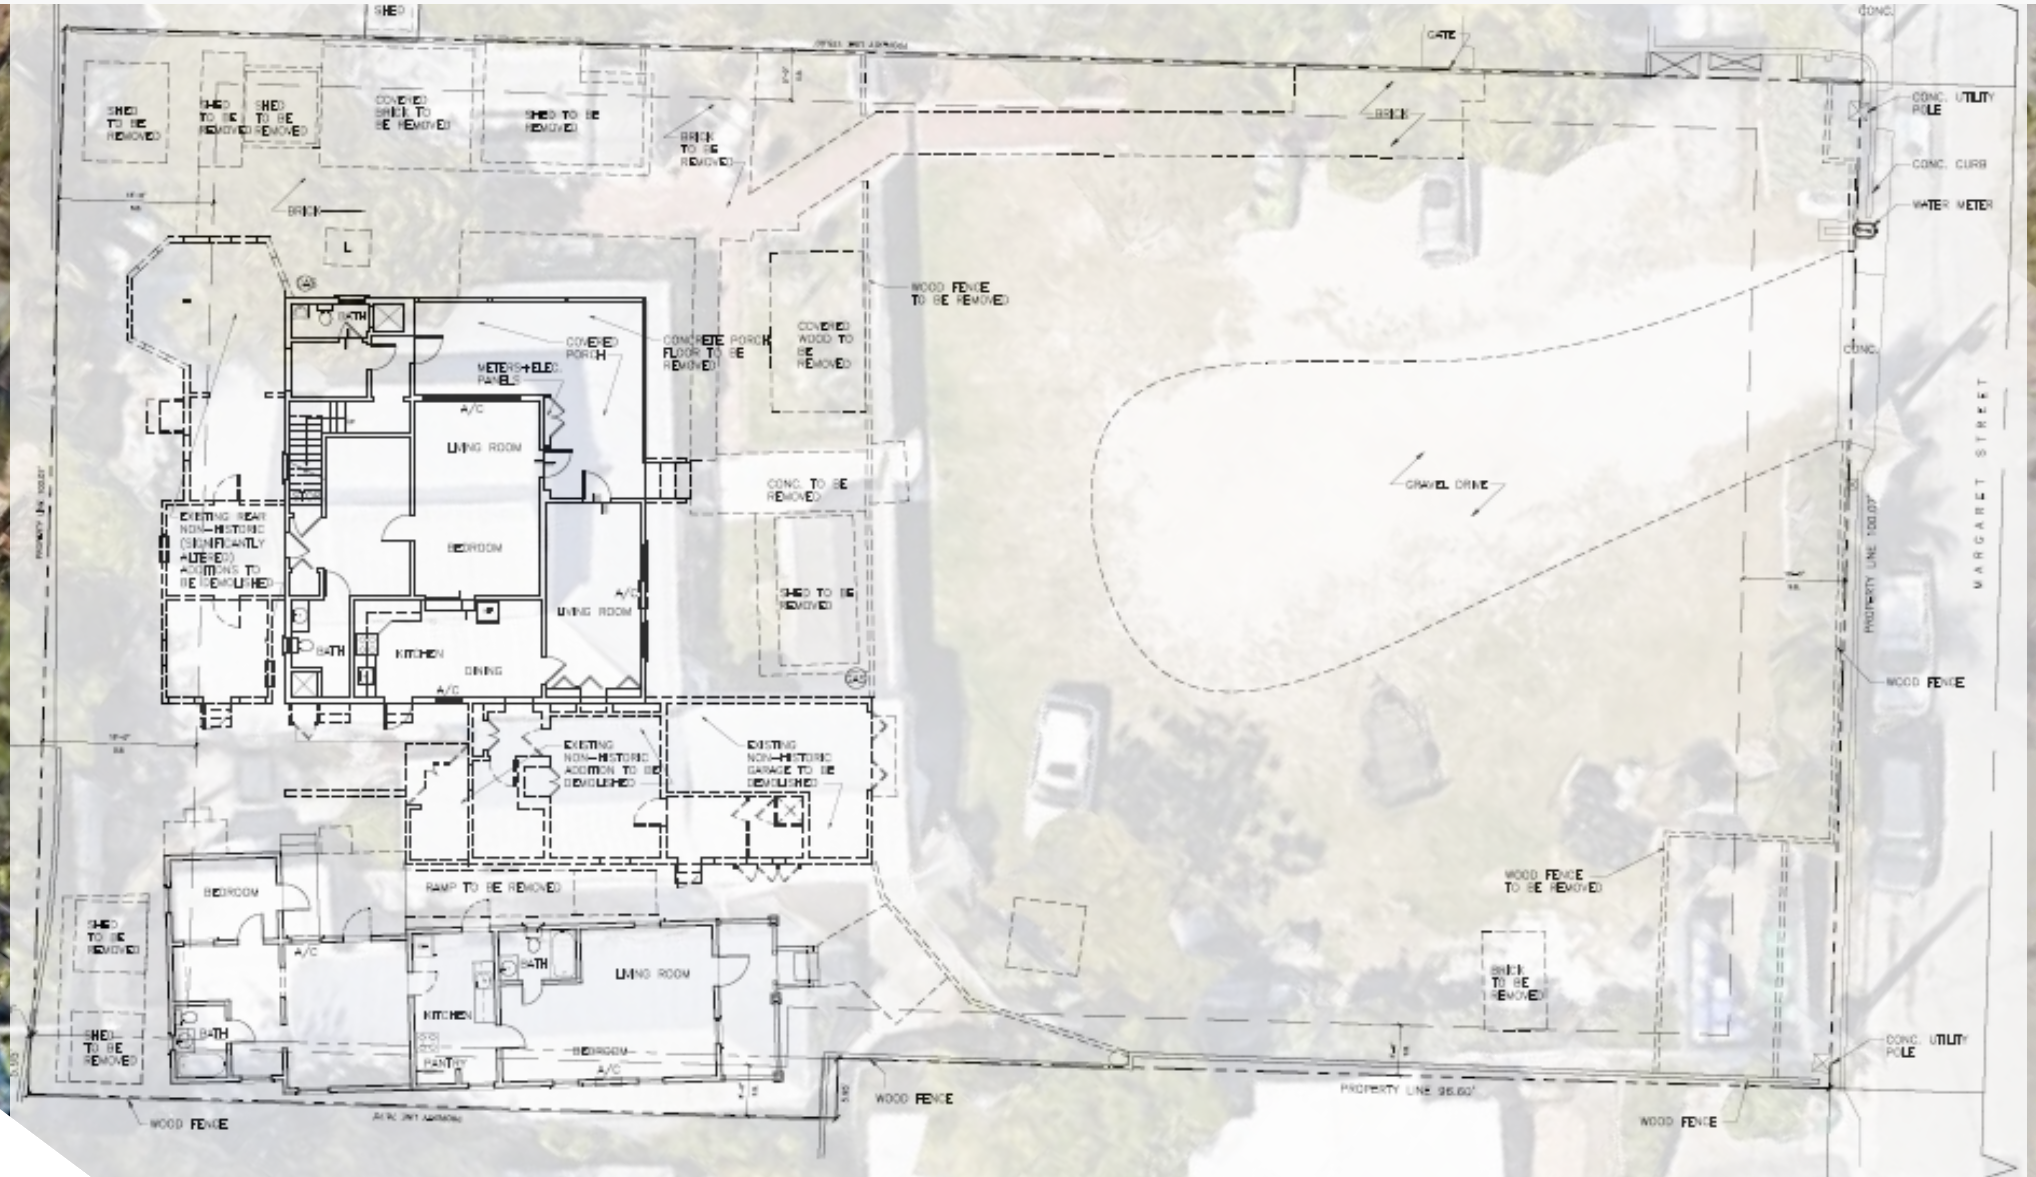 SHED
CONC.
GATE
SHED
TO BE
REMOVED
SHED
TO BE
REMOVED
SHED
TO BE
REMOVED
COVERED
BRICK TO
BE REMOVED
SHED TO BE
REMOVED
BRICK
TO BE
REMOVED
BRICK
CONC. UTILITY
POLE
CONC. CURB
WATER METER
BRICK
L
GAS
WOOD FENCE
TO BE REMOVED
BATH
COVERED
PORCH
CONCRETE PORCH
FLOOR TO BE
REMOVED
COVERED
WOOD TO
BE
REMOVED
METERS+ELEC.
PANELS
CONC.
A/C
LIVING ROOM
MARGARET STREET
CONC. TO BE
REMOVED
GRAVEL DRIVE
PROPERTY LINE 100.07'
EXISTING REAR
NON-HISTORIC
(SIGNIFICANTLY
ALTERED)
ADDITIONS TO
BE DEMOLISHED
BEDROOM
A/C
LIVING ROOM
SHED TO BE
REMOVED
BATH
KITCHEN
DINING
A/C
GAS
WOOD FENCE
EXISTING
NON-HISTORIC
ADDITION TO BE
DEMOLISHED
EXISTING
NON-HISTORIC
GARAGE TO BE
DEMOLISHED
WOOD FENCE
TO BE REMOVED
RAMP TO BE REMOVED
BEDROOM
SHED
TO BE
REMOVED
A/C
BATH
LIVING ROOM
BRICK
TO BE
REMOVED
KITCHEN
BATH
SHED
TO BE
REMOVED
BEDROOM
PANTRY
A/C
CONC. UTILITY
POLE
PROPERTY LINE 96.60'
WOOD FENCE
WOOD FENCE
WOOD FENCE